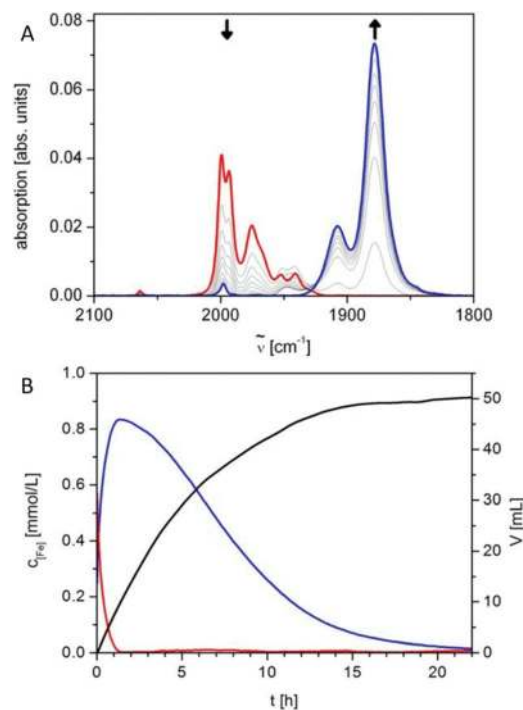 A
0.08
0.06
0.04
0.02
0.00
absorption [abs. units]
2100 2000 1900 1800
ṽ [cm⁻¹]
B
1.0
0.8
0.6
0.4
0.2
0.0
c[Fe] [mmol/L]
50
40
30
20
10
0
V [mL]
0 5 10 15 20
t [h]